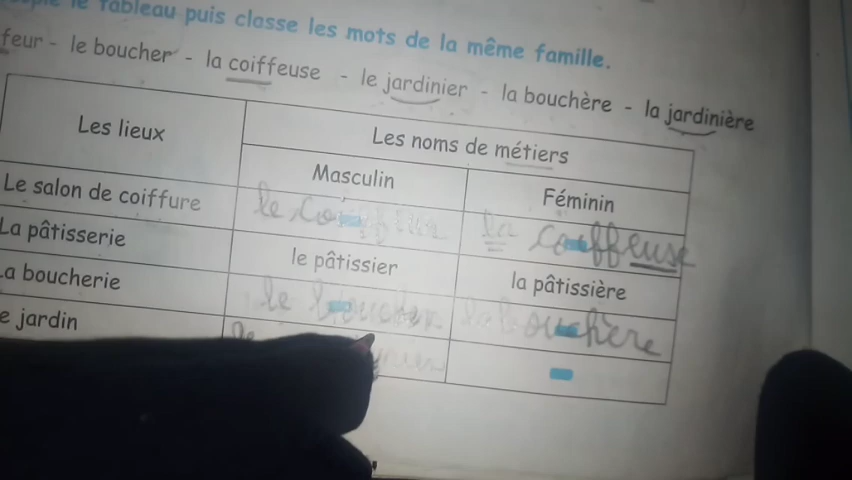 le tableau puis classe les mots de la même famille.
feur - le boucher - la coiffeuse - le jardinier - la bouchère - la jardinière
Les lieux
Les noms de métiers
Masculin
Féminin
Le salon de coiffure
la coiffeuse
La pâtisserie
le pâtissier
la pâtissière
La boucherie
le boucher
la bouchère
e jardin